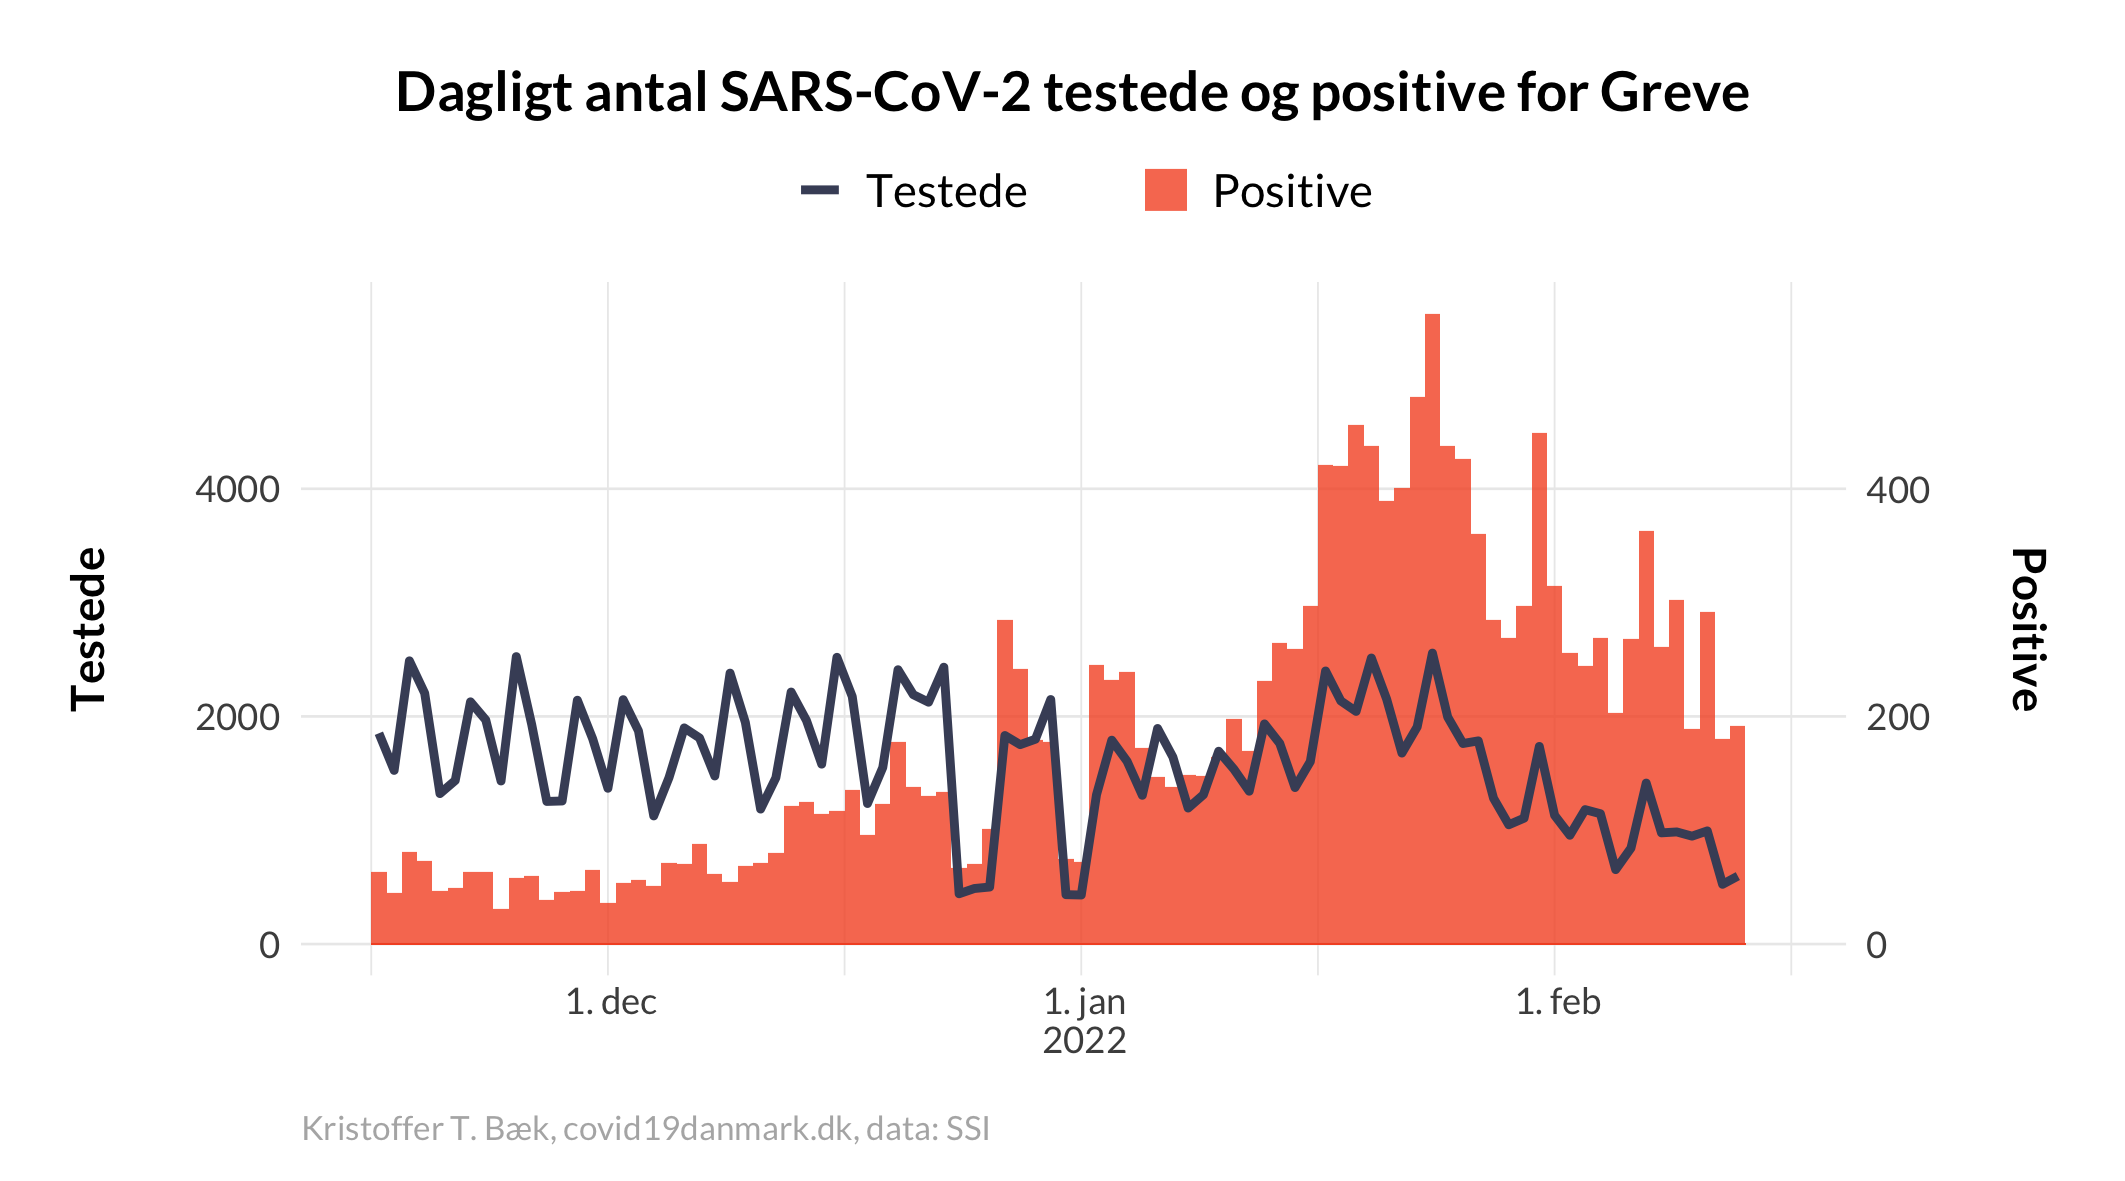 Dagligt antal SARS-CoV-2 testede og positive for Greve
Testede Positive
Testede
4000
2000
0
400
200
0
Positive
1. dec
1. jan
2022
1. feb
Kristoffer T. Bæk, covid19danmark.dk, data: SSI